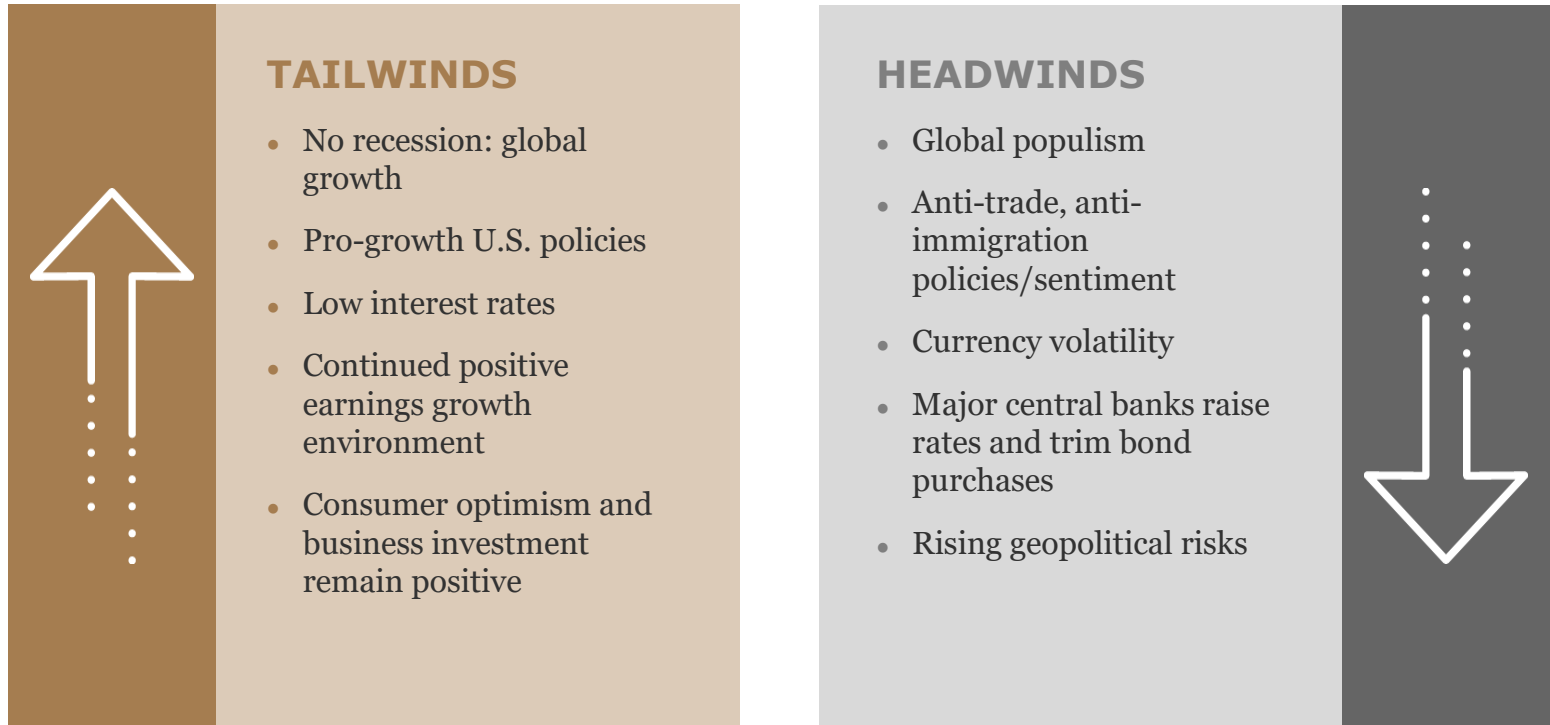 TAILWINDS
• No recession: global
growth
• Pro-growth U.S. policies
• Low interest rates
• Continued positive
earnings growth
environment
• Consumer optimism and
business investment
remain positive
HEADWINDS
• Global populism
• Anti-trade, anti-
immigration
policies/sentiment
• Currency volatility
• Major central banks raise
rates and trim bond
purchases
• Rising geopolitical risks